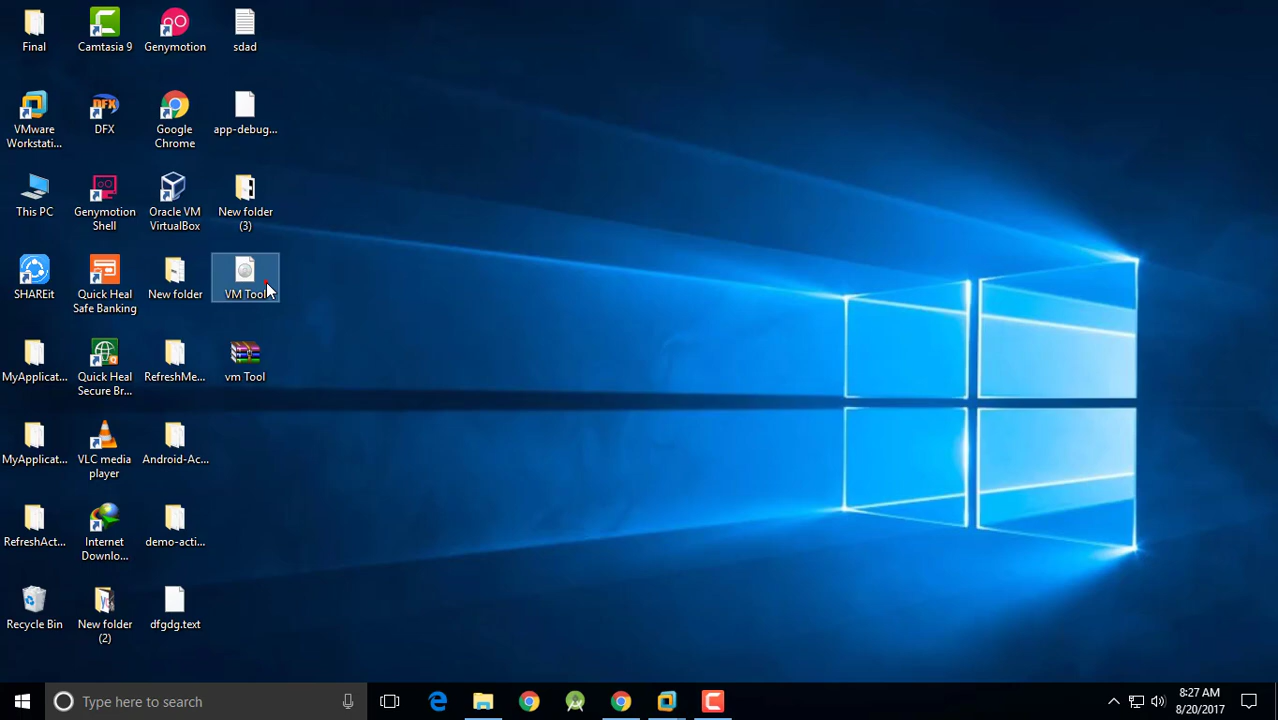 Final
Camtasia 9
Genymotion
sdad
VMware
Workstati...
DFX
Google
Chrome
app-debug...
This PC
Genymotion
Shell
Oracle VM
VirtualBox
New folder
(3)
SHAREit
Quick Heal
Safe Banking
New folder
VM Tool
MyApplicat...
Quick Heal
Secure Br...
RefreshMe...
vm Tool
MyApplicat...
VLC media
player
Android-Ac...
RefreshAct...
Internet
Downlo...
demo-acti...
Recycle Bin
New folder
(2)
dfgdg.text
Type here to search
8:27 AM
8/20/2017